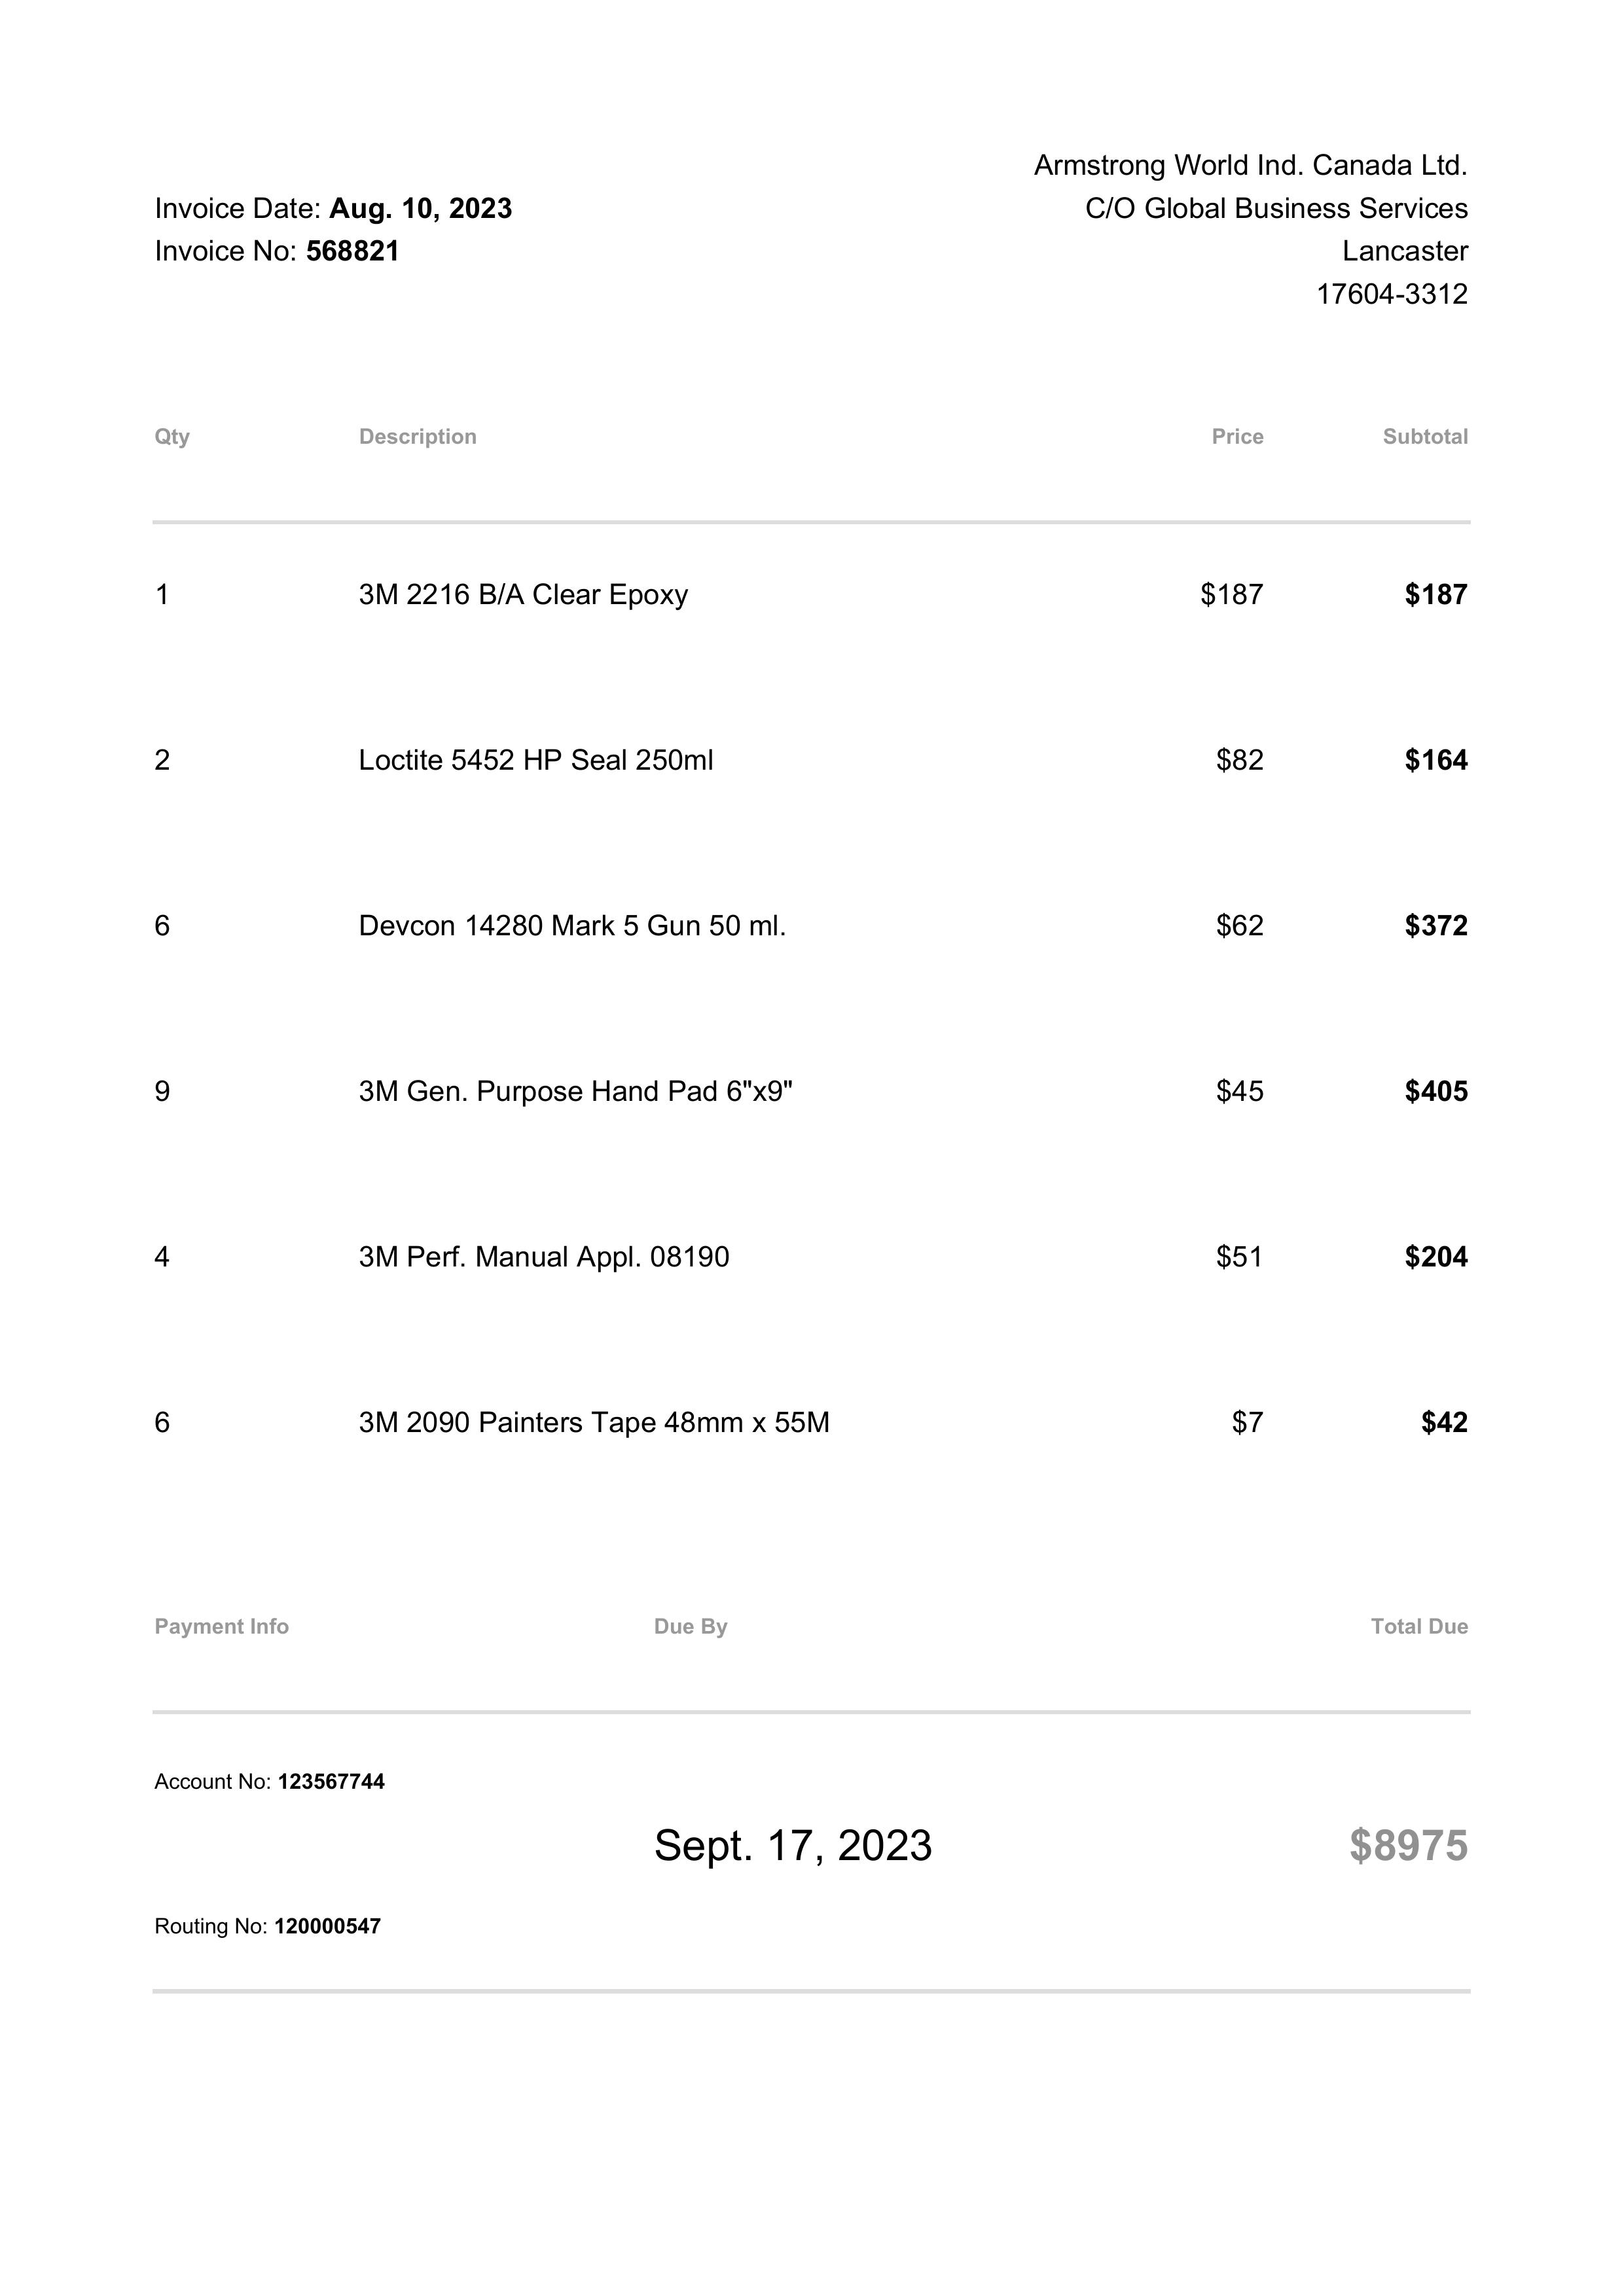 Armstrong World Ind. Canada Ltd.
Invoice Date: Aug. 10, 2023 C/O Global Business Services
Invoice No: 568821 Lancaster
17604-3312
Qty Description Price Subtotal
1 3M 2216 B/A Clear Epoxy $187 $187
2 Loctite 5452 HP Seal 250ml $82 $164
6 Devcon 14280 Mark 5 Gun 50 ml. $62 $372
9 3M Gen. Purpose Hand Pad 6"x9" $45 $405
4 3M Perf. Manual Appl. 08190 $51 $204
6 3M 2090 Painters Tape 48mm x 55M $7 $42
Payment Info Due By Total Due
Account No: 123567744
Sept. 17, 2023 $8975
Routing No: 120000547